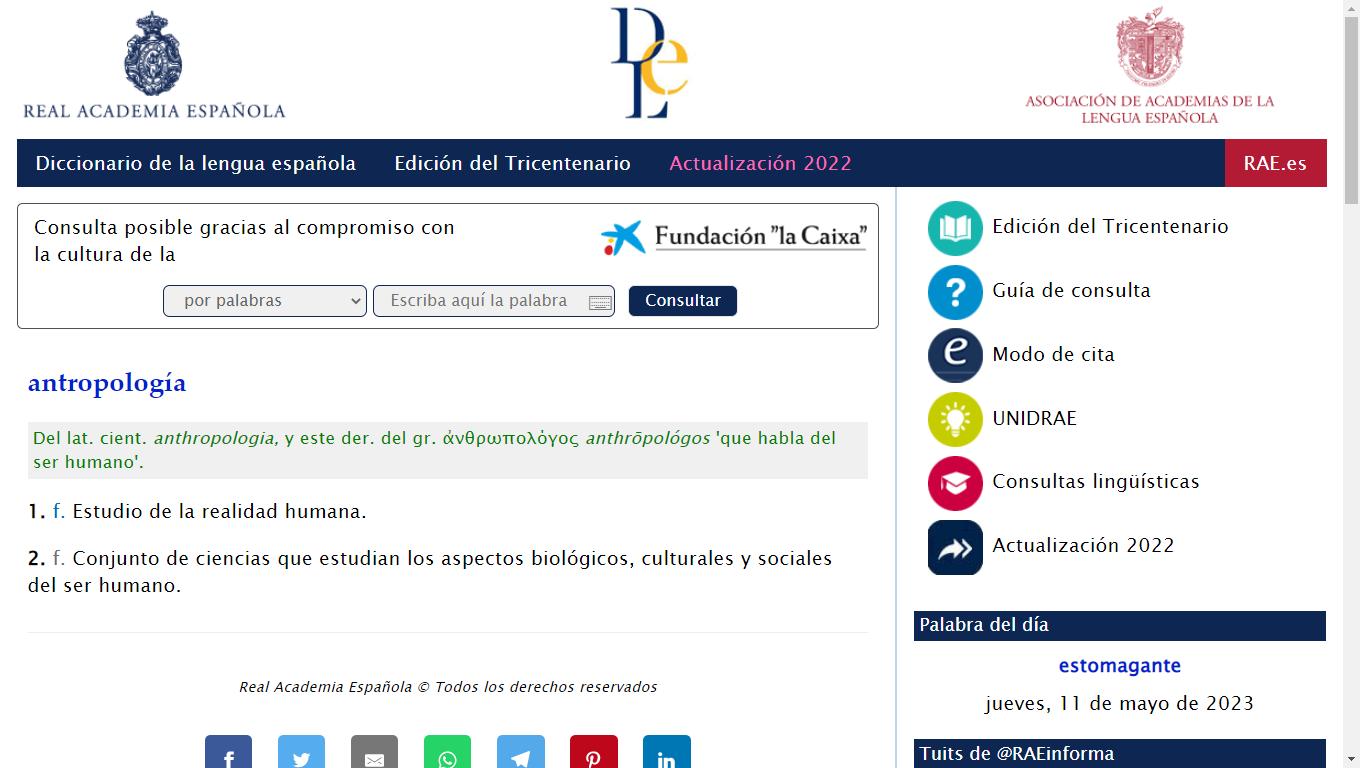 REAL ACADEMIA ESPAÑOLA
DLe
ASOCIACIÓN DE ACADEMIAS DE LA
LENGUA ESPAÑOLA
Diccionario de la lengua española
Edición del Tricentenario
Actualización 2022
RAE.es
Consulta posible gracias al compromiso con
la cultura de la
Fundación "la Caixa"
por palabras
Escriba aquí la palabra
Consultar
antropología
Del lat. cient. anthropologia, y este der. del gr. ἀνθρωπολόγος anthrōpológos 'que habla del
ser humano'.
1. f. Estudio de la realidad humana.
2. f. Conjunto de ciencias que estudian los aspectos biológicos, culturales y sociales
del ser humano.
Real Academia Española © Todos los derechos reservados
Edición del Tricentenario
Guía de consulta
Modo de cita
UNIDRAE
Consultas lingüísticas
Actualización 2022
Palabra del día
estomagante
jueves, 11 de mayo de 2023
Tuits de @RAEinforma